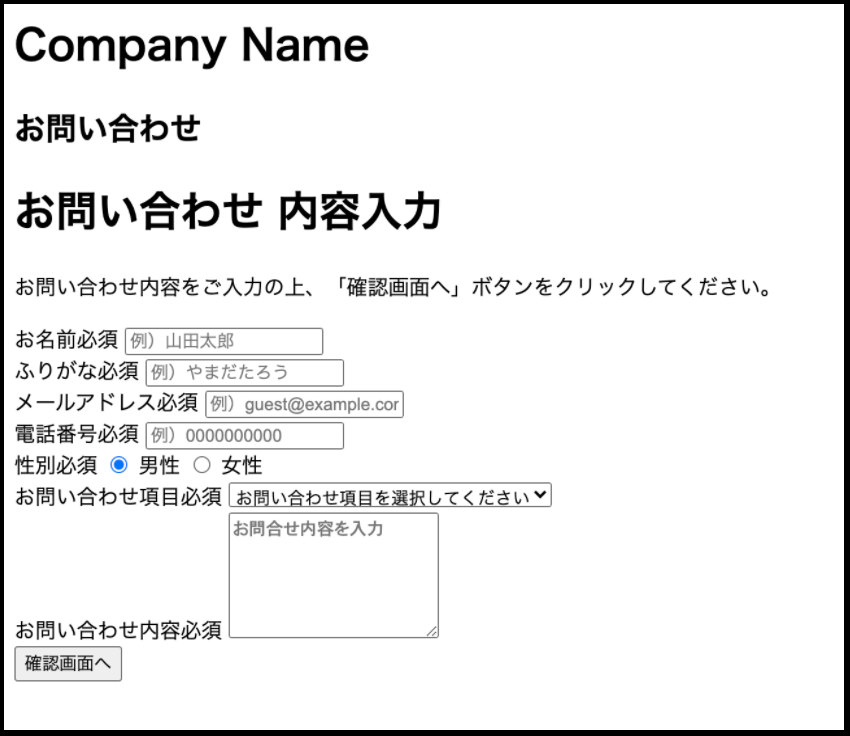 Company Name
お問い合わせ
お問い合わせ 内容入力
お問い合わせ内容をご入力の上、「確認画面へ」ボタンをクリックしてください。
お名前必須 例）山田太郎
ふりがな必須 例）やまだたろう
メールアドレス必須 例）guest@example.cor
電話番号必須 例）0000000000
性別必須 男性 女性
お問い合わせ項目必須 お問い合わせ項目を選択してください
お問合せ内容を入力
お問い合わせ内容必須
確認画面へ